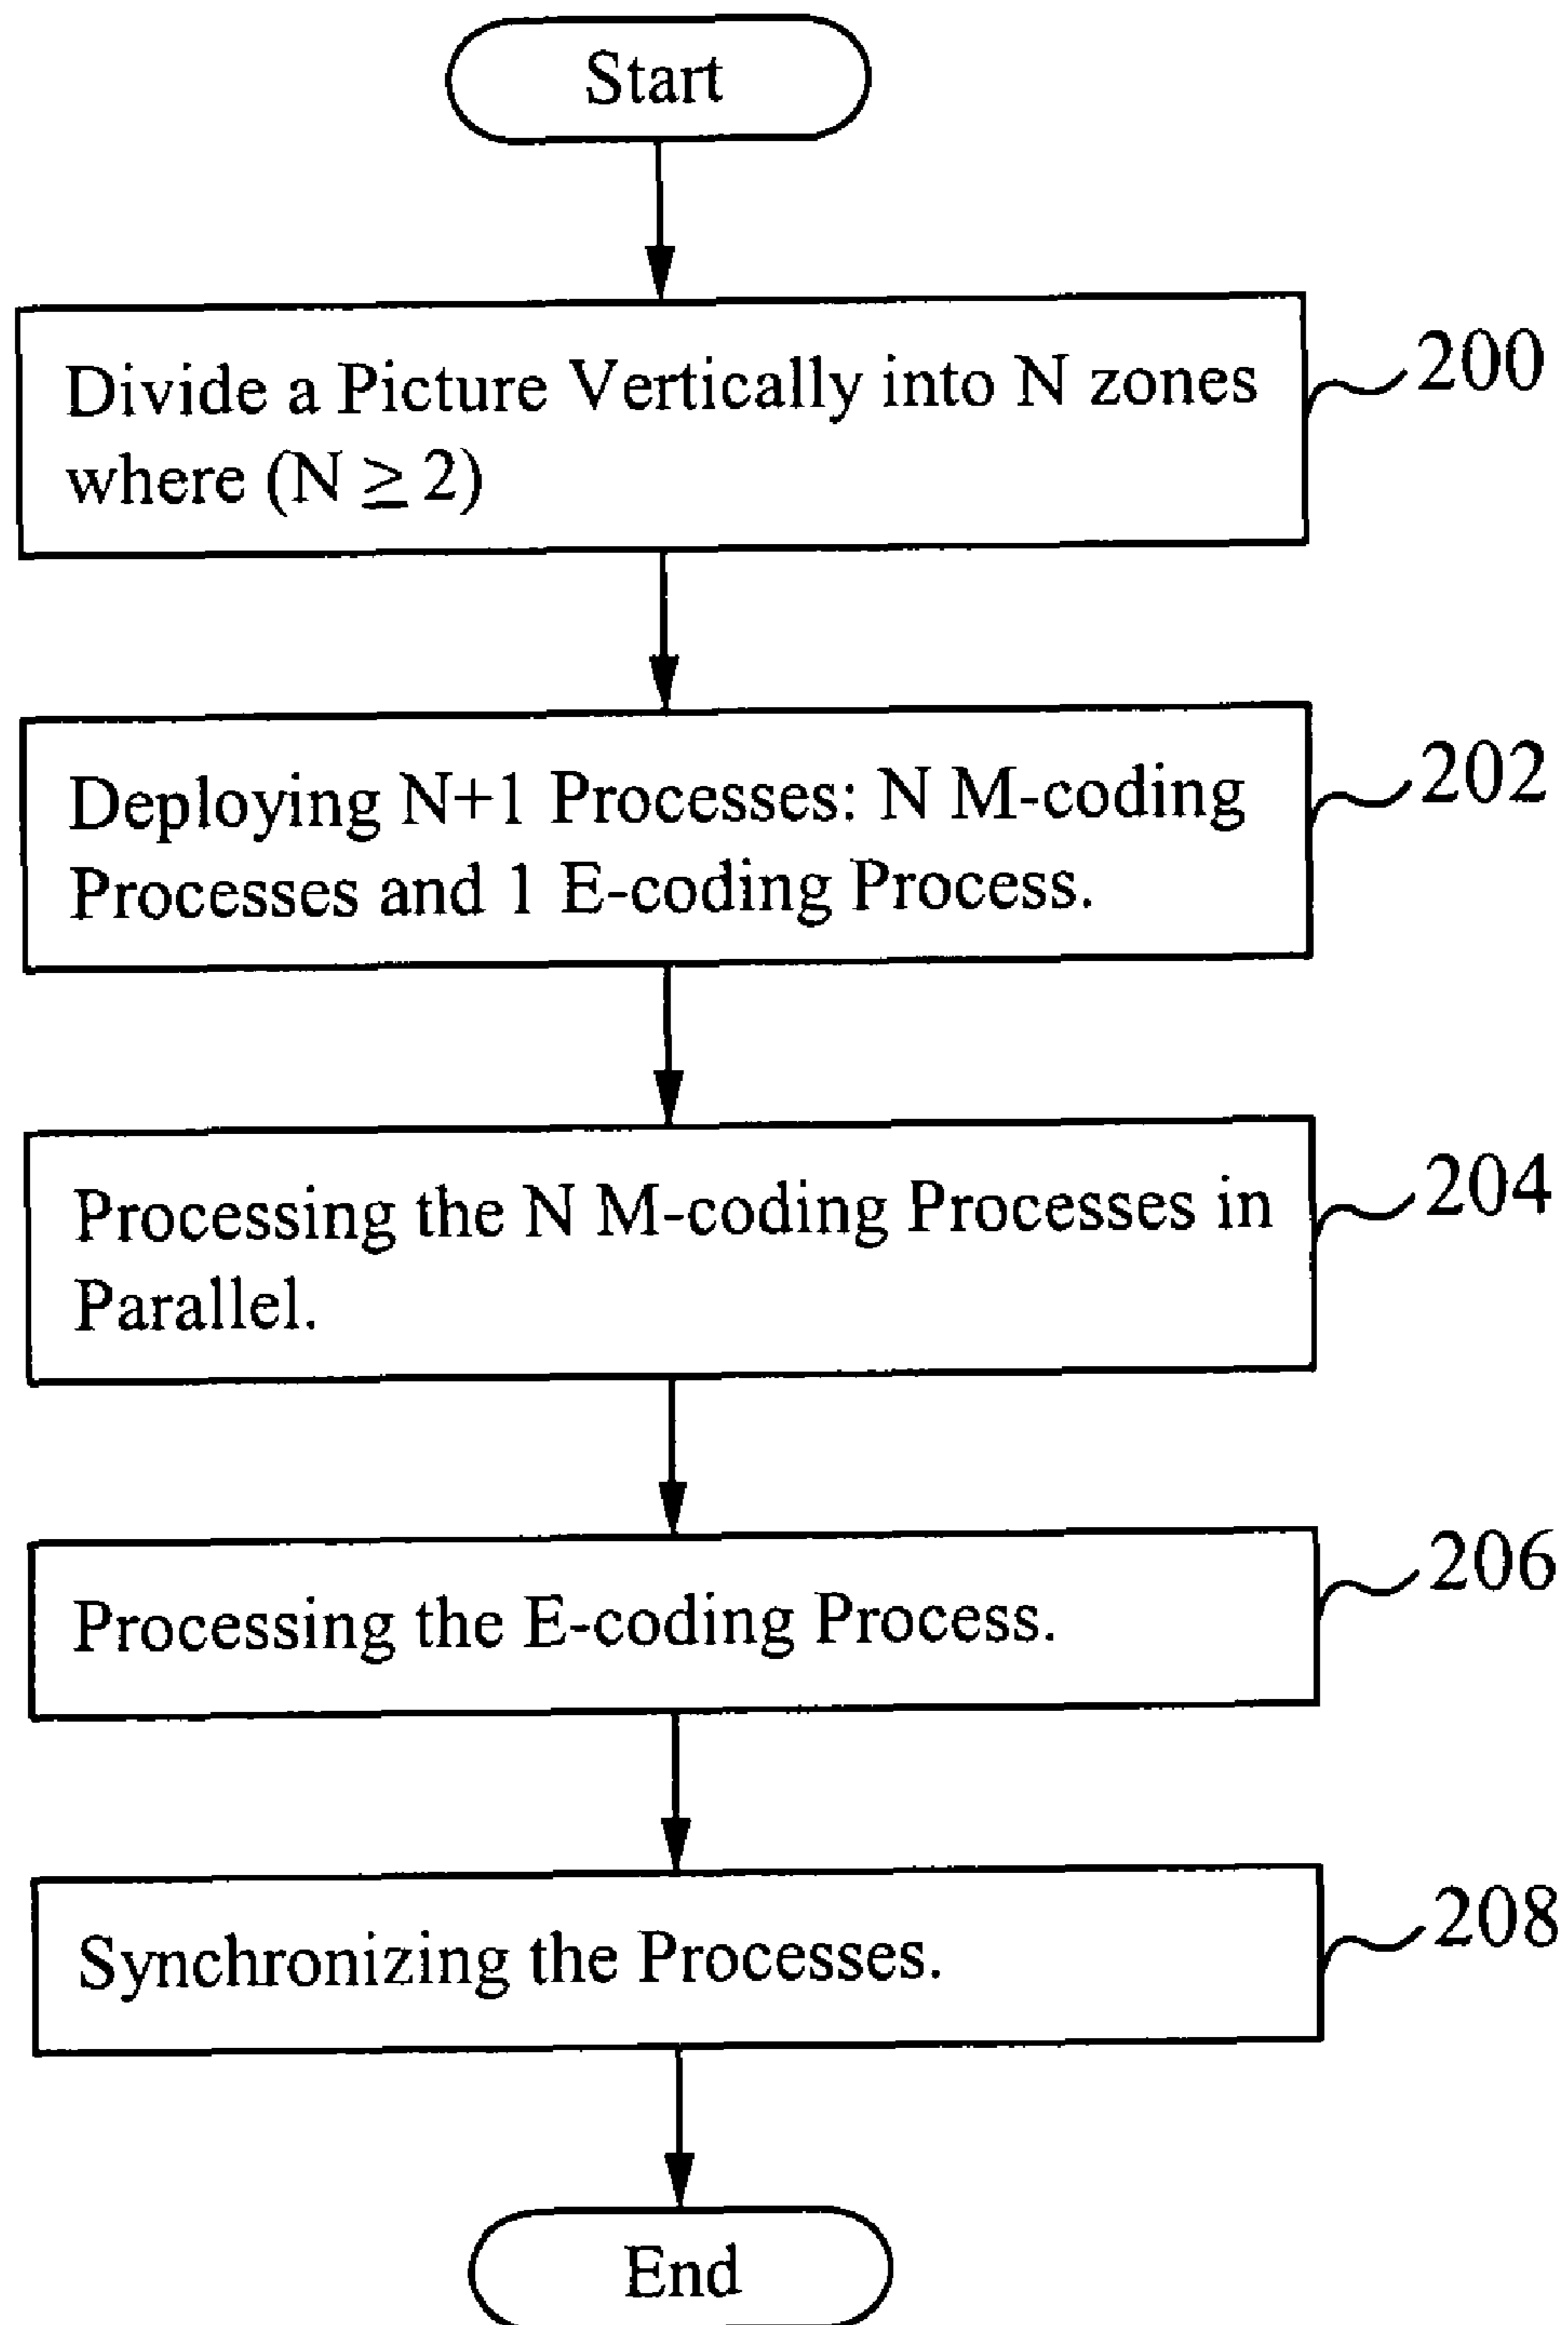 Start
Divide a Picture Vertically into N zones
where (N ≥ 2)
200
Deploying N+1 Processes: N M-coding
Processes and 1 E-coding Process.
202
Processing the N M-coding Processes in
Parallel.
204
Processing the E-coding Process.
206
Synchronizing the Processes.
208
End